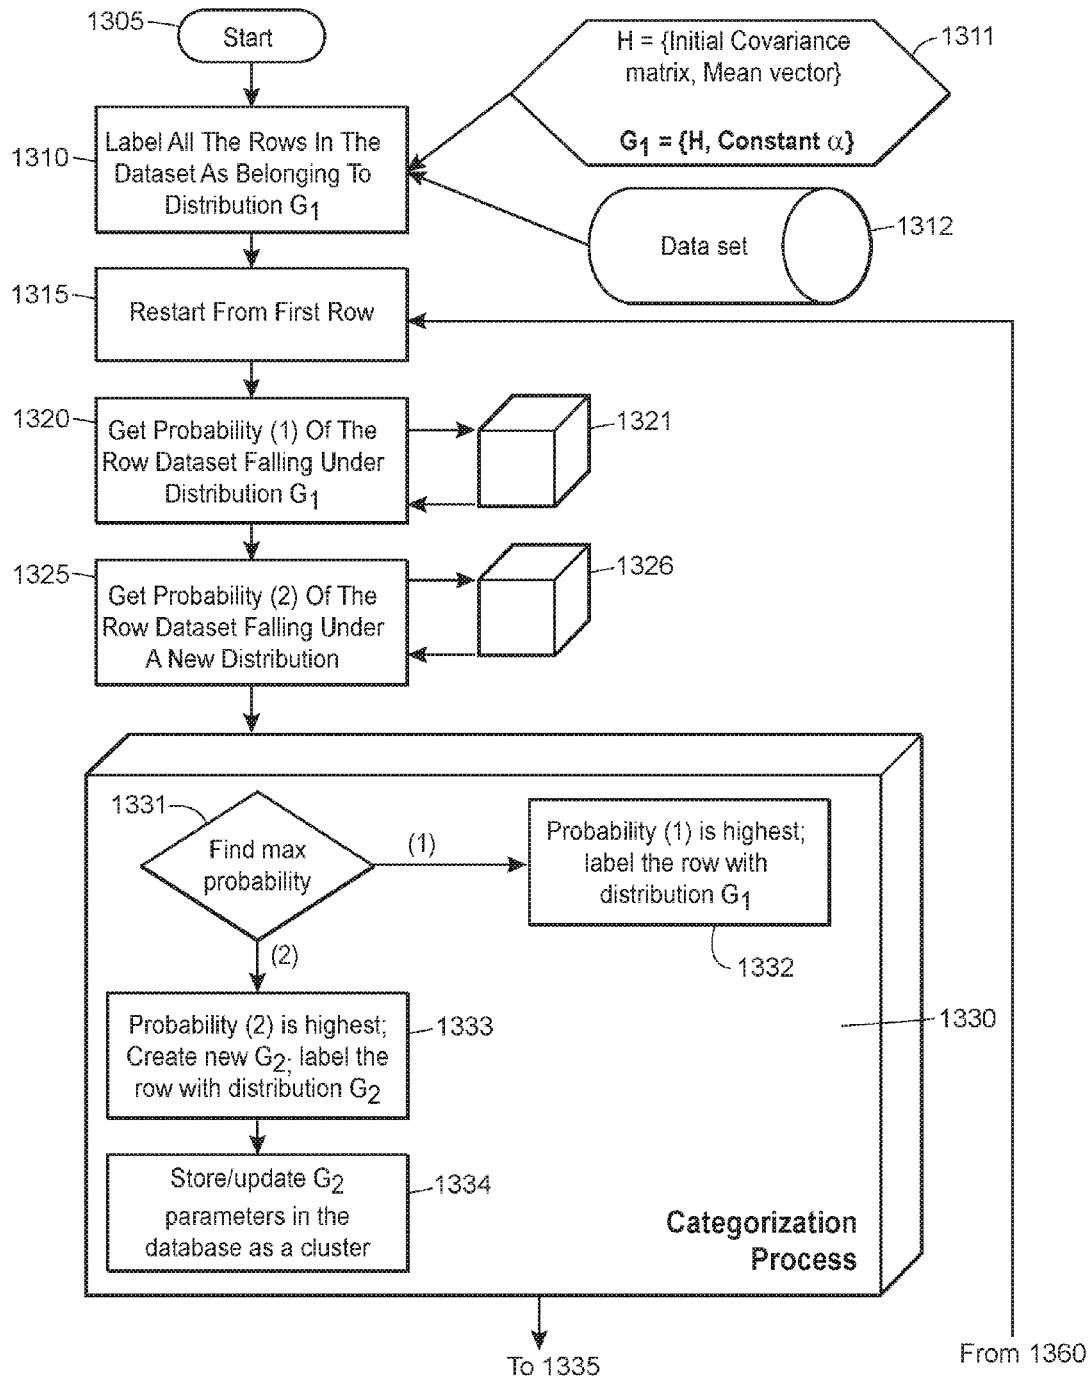 1305
Start
H = {Initial Covariance
matrix, Mean vector}
G1 = {H, Constant α}
1311
1310
Label All The Rows In The
Dataset As Belonging To
Distribution G1
Data set
1312
1315
Restart From First Row
1320
Get Probability (1) Of The
Row Dataset Falling Under
Distribution G1
1321
1325
Get Probability (2) Of The
Row Dataset Falling Under
A New Distribution
1326
1331
Find max
probability
(1)
Probability (1) is highest;
label the row with
distribution G1
1332
(2)
Probability (2) is highest;
Create new G2; label the
row with distribution G2
1333
1330
Store/update G2
parameters in the
database as a cluster
1334
Categorization
Process
To 1335
From 1360